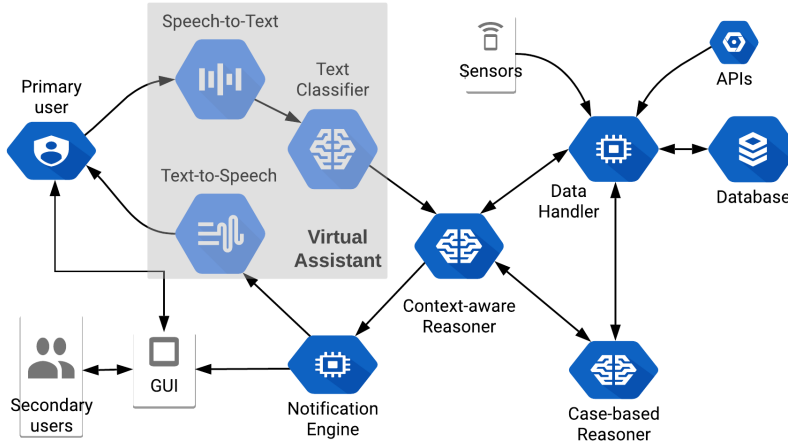 Speech-to-Text
Text
Classifier
Primary
user
Text-to-Speech
Virtual
Assistant
Sensors
APIs
Data
Handler
Database
Context-aware
Reasoner
Secondary
users
GUI
Notification
Engine
Case-based
Reasoner